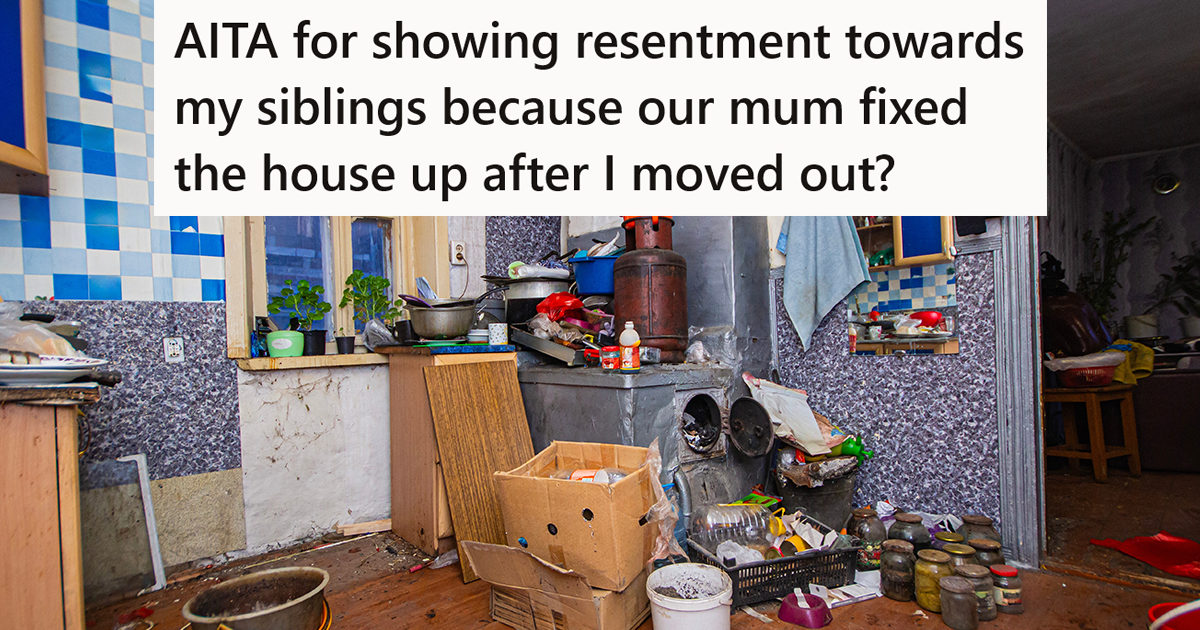 AITA for showing resentment towards
my siblings because our mum fixed
the house up after I moved out?